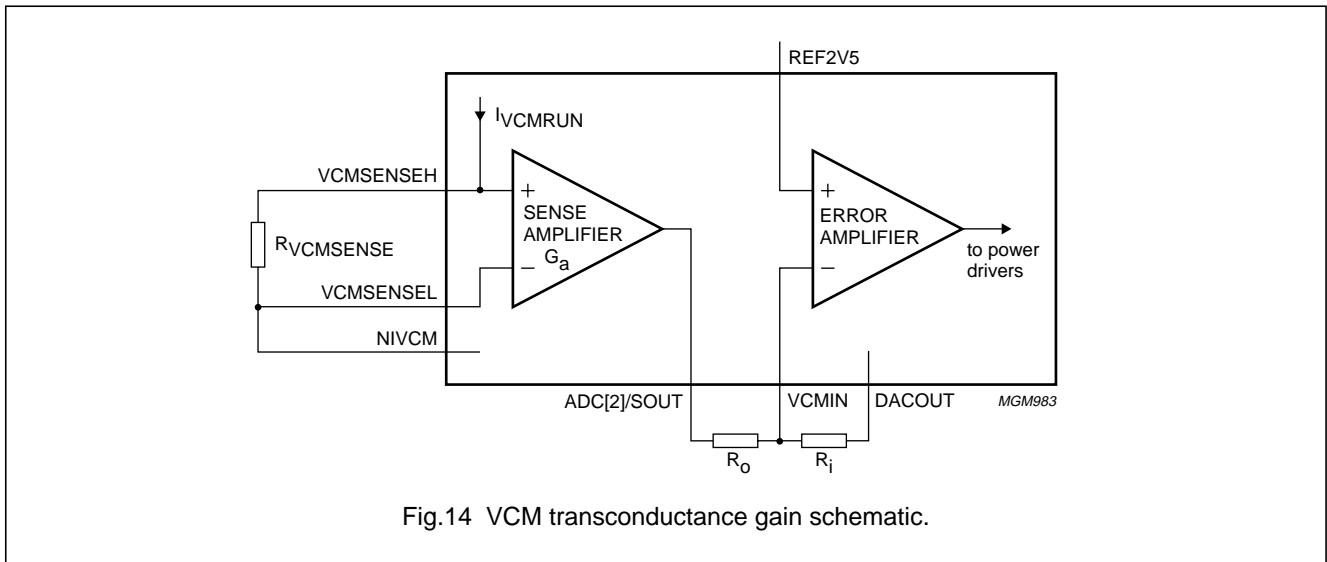 REF2V5
IVCMRUN
VCMSENSEH
+
SENSE
AMPLIFIER
Ga
−
+
ERROR
AMPLIFIER
−
to power
drivers
RVCMSENSE
VCMSENSEL
NIVCM
ADC[2]/SOUT
VCMIN
DACOUT
MGM983
Ro
Ri
Fig.14 VCM transconductance gain schematic.